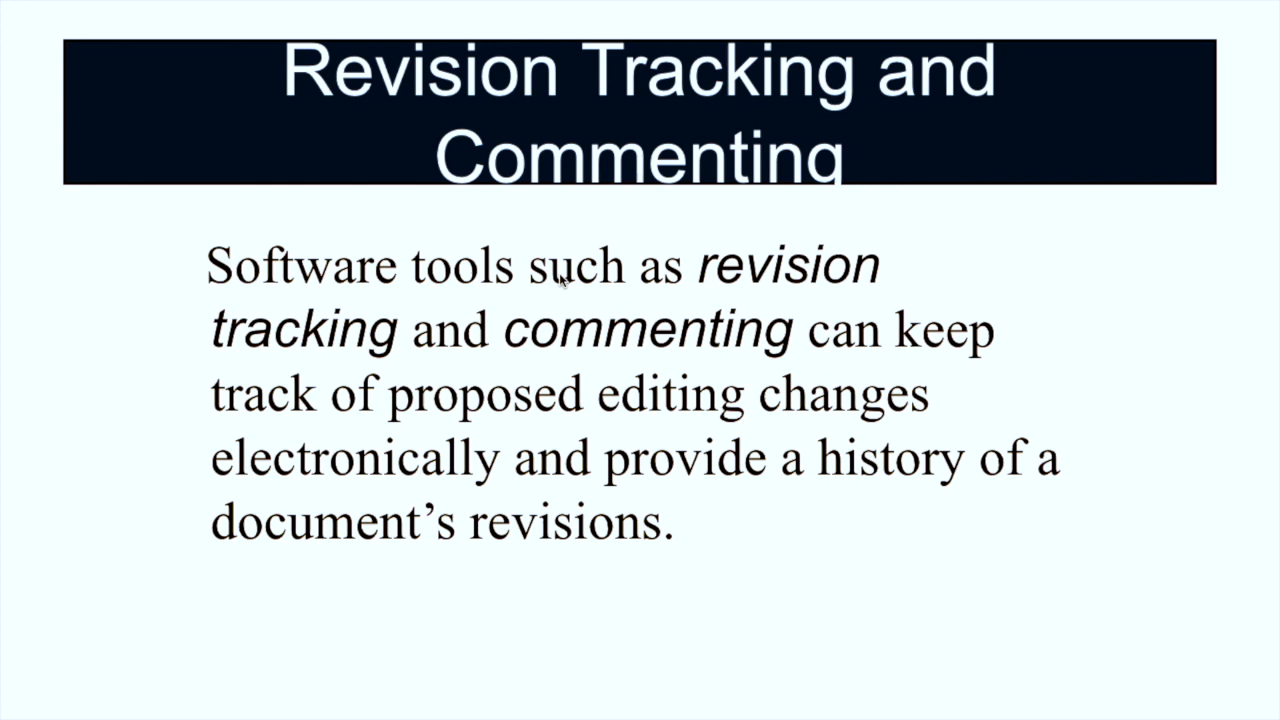 Revision Tracking and
Commenting
Software tools such as revision
tracking and commenting can keep
track of proposed editing changes
electronically and provide a history of a
document’s revisions.